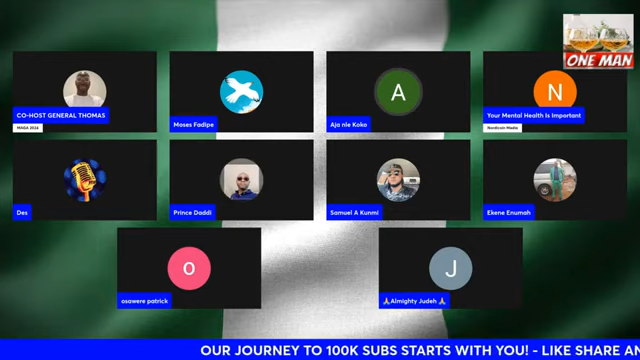 ONE MAN
CO-HOST GENERAL THOMAS
MAGA 2024
Moses Fadipe
A
Aja nie Koko
N
Your Mental Health Is Important
Nordicoin Media
Des
Prince Daddi
Samuel A Kunmi
Ekene Enumah
O
osawere patrick
J
🙏Almighty Judeh 🙏
OUR JOURNEY TO 100K SUBS STARTS WITH YOU! - LIKE SHARE AN